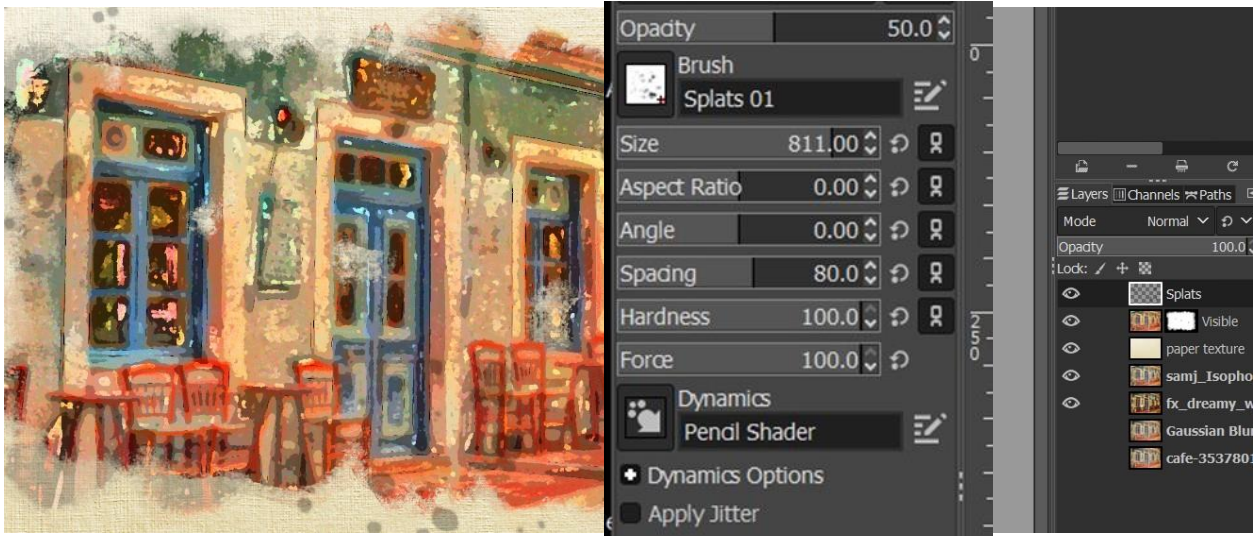 Opacity 50.0
Brush
Splats 01
Size 811.00
Aspect Ratio 0.00
Angle 0.00
Spacing 80.0
Hardness 100.0
Force 100.0
Dynamics
Pencil Shader
Dynamics Options
Apply Jitter
0
250
Layers Channels Paths
Mode Normal
Opacity 100.0
Lock:
Splats
Visible
paper texture
samj_Isopho
fx_dreamy_w
Gaussian Blur
cafe-3537801